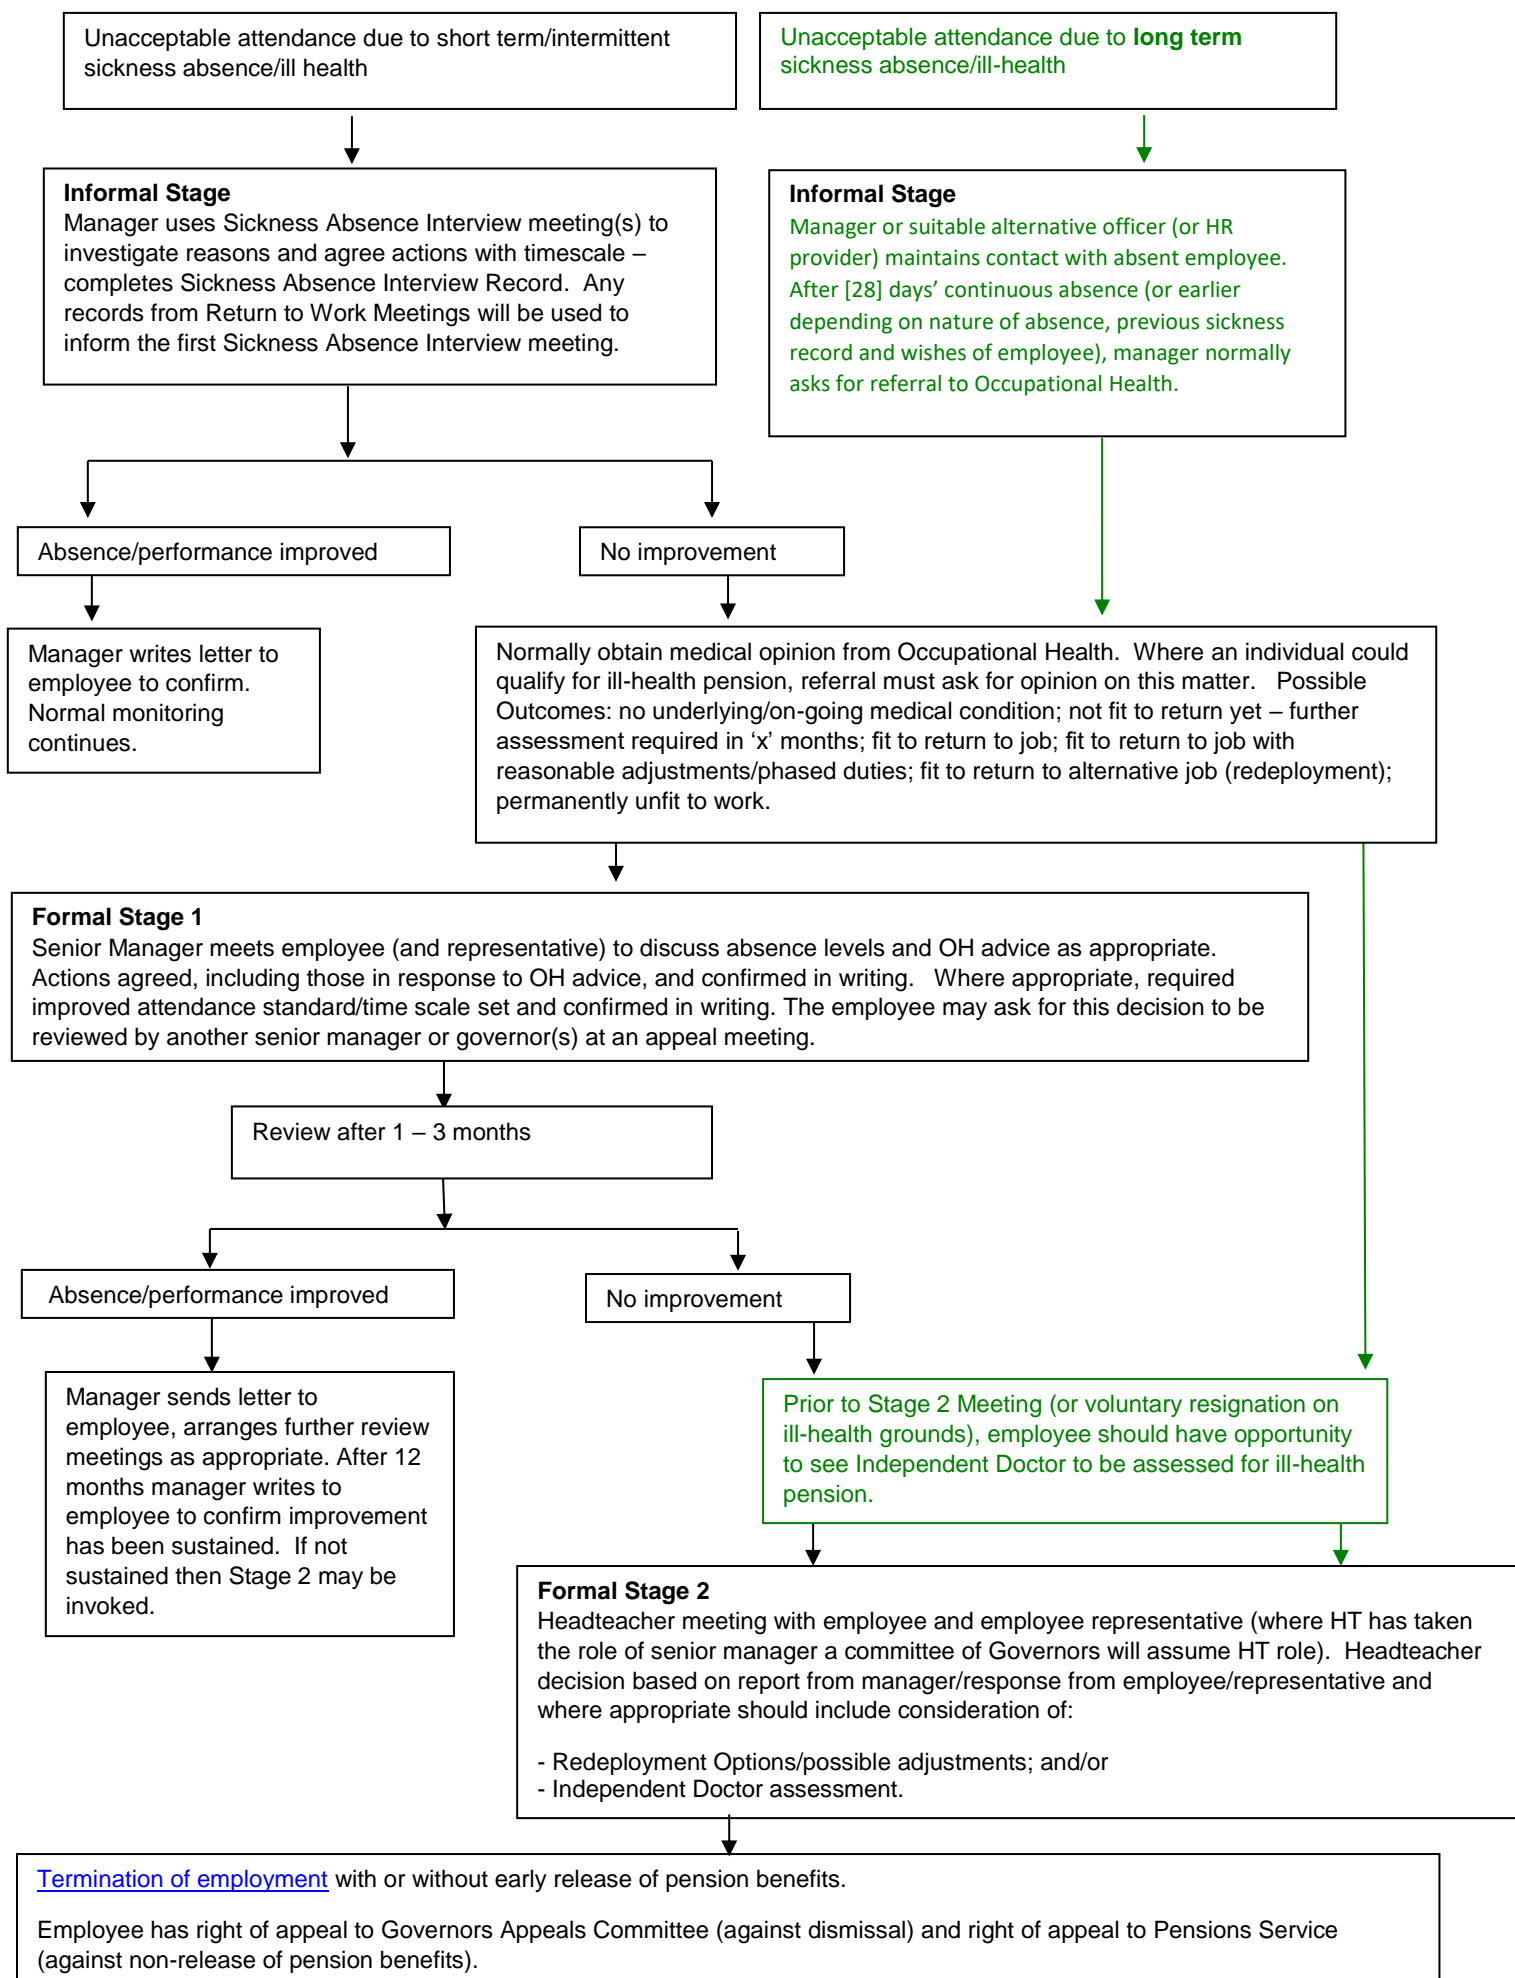 Unacceptable attendance due to short term/intermittent
sickness absence/ill health
Unacceptable attendance due to long term
sickness absence/ill-health
Informal Stage
Manager uses Sickness Absence Interview meeting(s) to
investigate reasons and agree actions with timescale –
completes Sickness Absence Interview Record.  Any
records from Return to Work Meetings will be used to
inform the first Sickness Absence Interview meeting.
Informal Stage
Manager or suitable alternative officer (or HR
provider) maintains contact with absent employee.
After [28] days’ continuous absence (or earlier
depending on nature of absence, previous sickness
record and wishes of employee), manager normally
asks for referral to Occupational Health.
Absence/performance improved
No improvement
Manager writes letter to
employee to confirm.
Normal monitoring
continues.
Normally obtain medical opinion from Occupational Health.  Where an individual could
qualify for ill-health pension, referral must ask for opinion on this matter.   Possible
Outcomes: no underlying/on-going medical condition; not fit to return yet – further
assessment required in ‘x’ months; fit to return to job; fit to return to job with
reasonable adjustments/phased duties; fit to return to alternative job (redeployment);
permanently unfit to work.
Formal Stage 1
Senior Manager meets employee (and representative) to discuss absence levels and OH advice as appropriate.
Actions agreed, including those in response to OH advice, and confirmed in writing.   Where appropriate, required
improved attendance standard/time scale set and confirmed in writing. The employee may ask for this decision to be
reviewed by another senior manager or governor(s) at an appeal meeting.
Review after 1 – 3 months
Absence/performance improved
No improvement
Manager sends letter to
employee, arranges further review
meetings as appropriate. After 12
months manager writes to
employee to confirm improvement
has been sustained.  If not
sustained then Stage 2 may be
invoked.
Prior to Stage 2 Meeting (or voluntary resignation on
ill-health grounds), employee should have opportunity
to see Independent Doctor to be assessed for ill-health
pension.
Formal Stage 2
Headteacher meeting with employee and employee representative (where HT has taken
the role of senior manager a committee of Governors will assume HT role).  Headteacher
decision based on report from manager/response from employee/representative and
where appropriate should include consideration of:
- Redeployment Options/possible adjustments; and/or
- Independent Doctor assessment.
Termination of employment with or without early release of pension benefits.
Employee has right of appeal to Governors Appeals Committee (against dismissal) and right of appeal to Pensions Service
(against non-release of pension benefits).